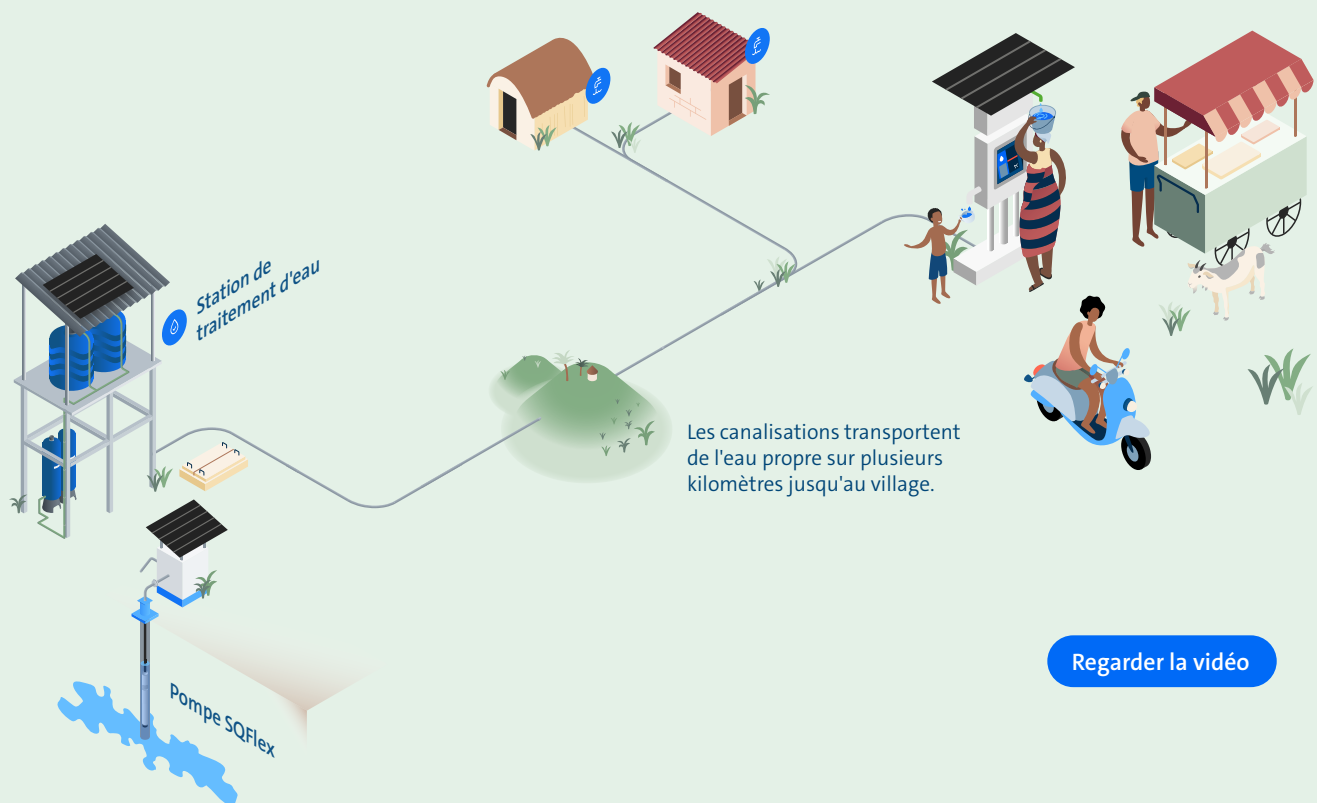 Station de
traitement d'eau
Les canalisations transportent
de l'eau propre sur plusieurs
kilomètres jusqu'au village.
Regarder la vidéo
Pompe SQFlex